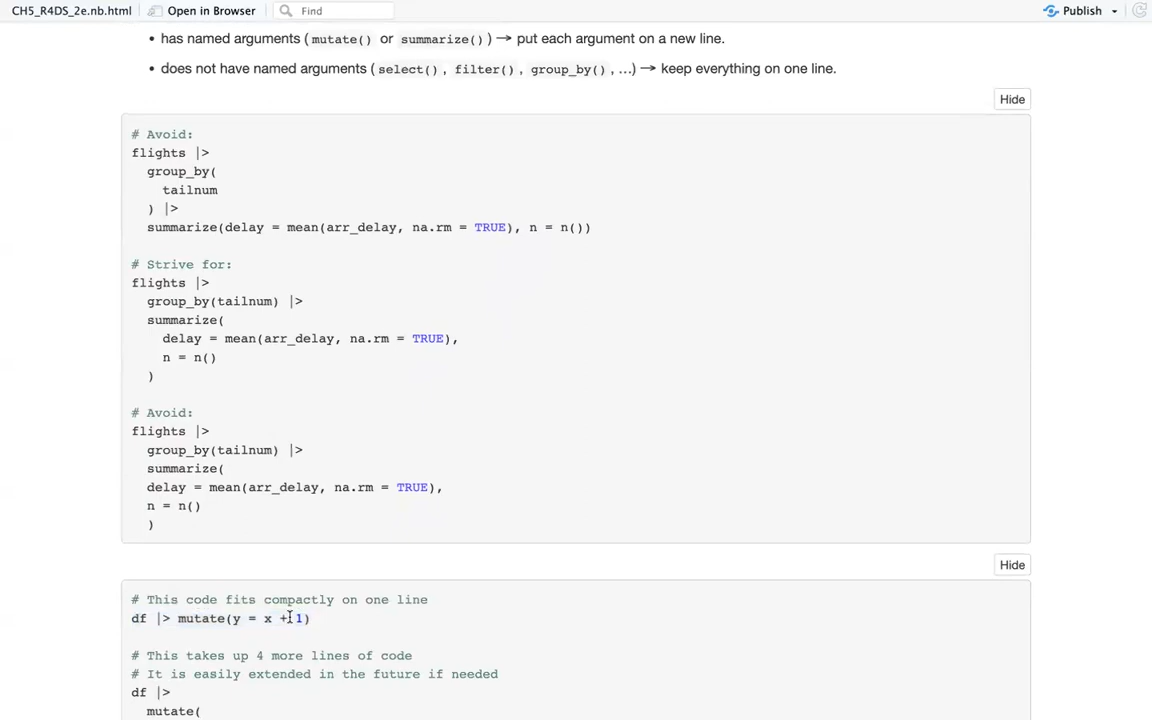 CH5_R4DS_2e.nb.html Open in Browser Find Publish
• has named arguments ( mutate() or summarize() ) → put each argument on a new line.
• does not have named arguments ( select() , filter() , group_by() , …) → keep everything on one line.
Hide
# Avoid:
flights |>
  group_by(
    tailnum
  ) |>
  summarize(delay = mean(arr_delay, na.rm = TRUE), n = n())
# Strive for:
flights |>
  group_by(tailnum) |>
  summarize(
    delay = mean(arr_delay, na.rm = TRUE),
    n = n()
  )
# Avoid:
flights |>
  group_by(tailnum) |>
  summarize(
  delay = mean(arr_delay, na.rm = TRUE),
  n = n()
  )
Hide
# This code fits compactly on one line
df |> mutate(y = x + 1)
# This takes up 4 more lines of code
# It is easily extended in the future if needed
df |>
  mutate(